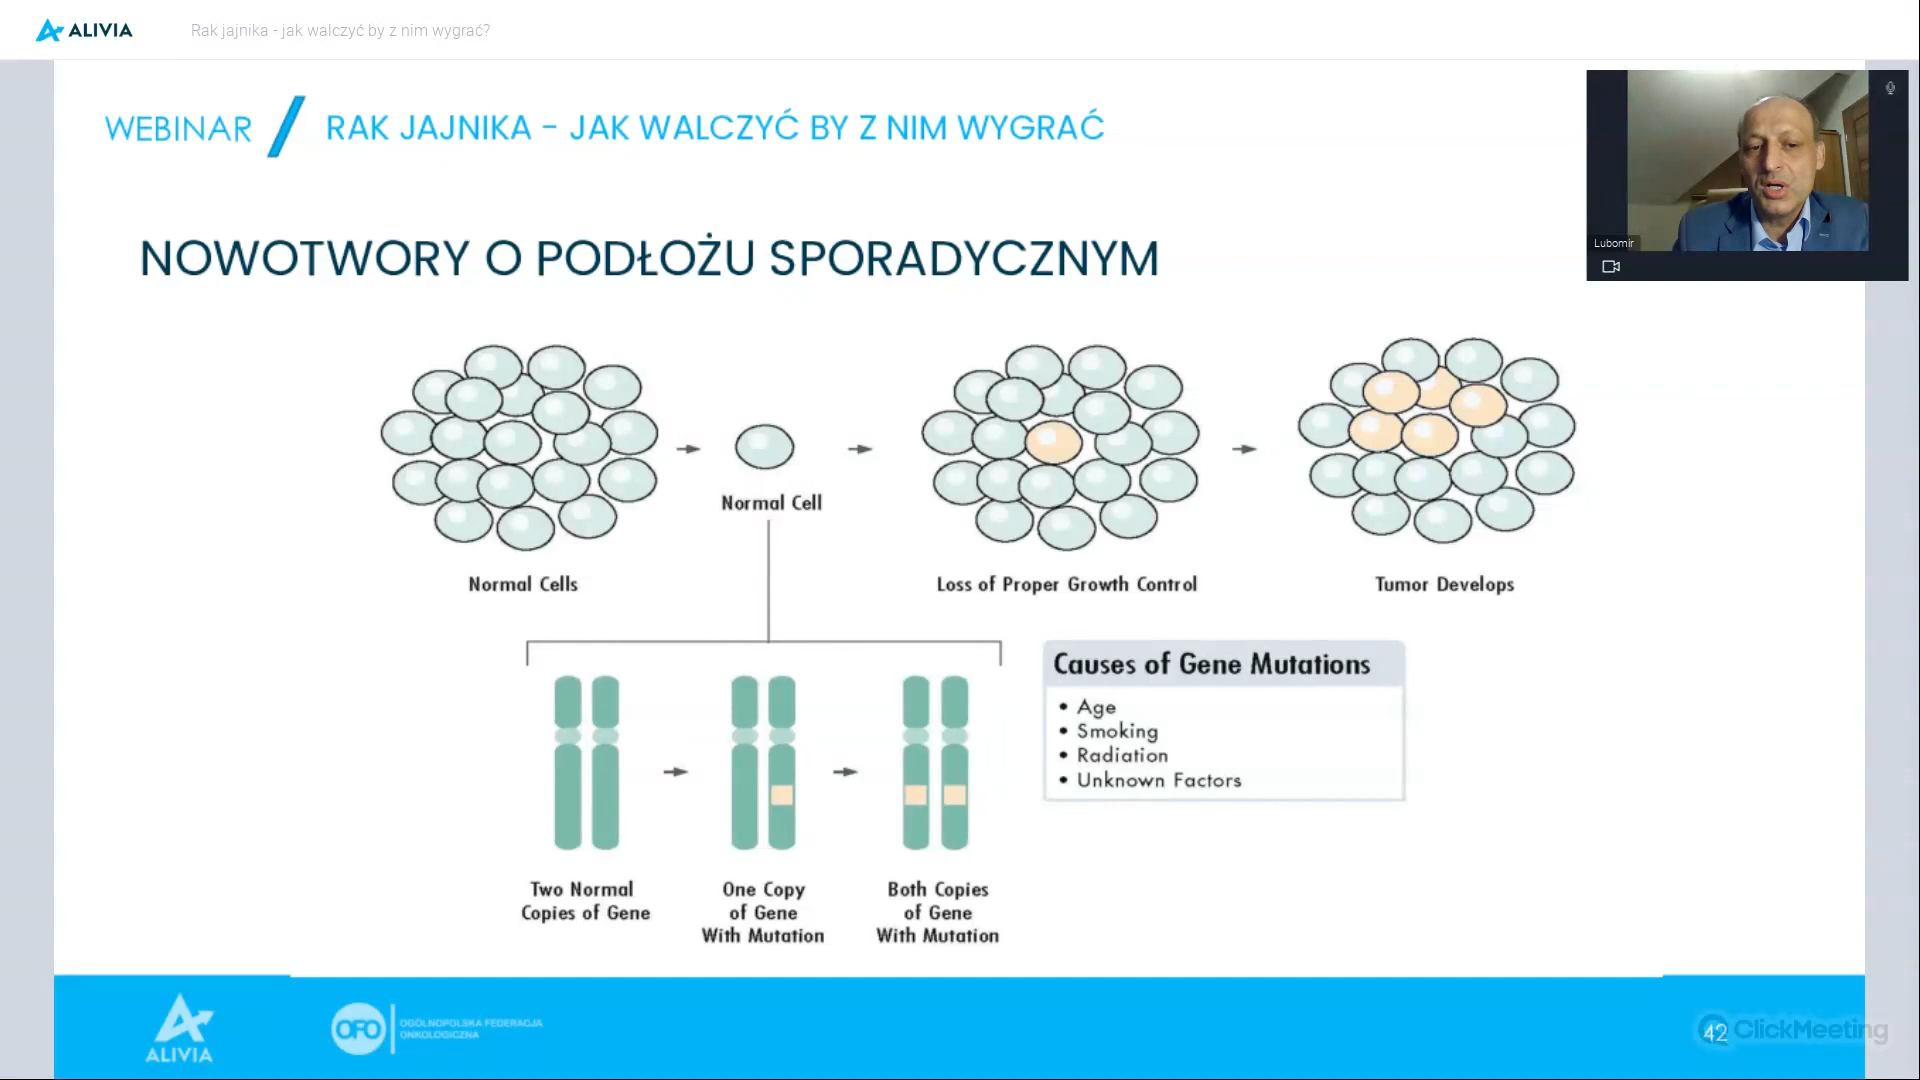 ALIVIA
Rak jajnika - jak walczyć by z nim wygrać?
WEBINAR / RAK JAJNIKA - JAK WALCZYĆ BY Z NIM WYGRAĆ
Lubomir
NOWOTWORY O PODŁOŻU SPORADYCZNYM
Normal Cell
Normal Cells
Loss of Proper Growth Control
Tumor Develops
Causes of Gene Mutations
• Age
• Smoking
• Radiation
• Unknown Factors
Two Normal
Copies of Gene
One Copy
of Gene
With Mutation
Both Copies
of Gene
With Mutation
ALIVIA
OFO
OGÓLNOPOLSKA FEDERACJA
ONKOLOGICZNA
42
ClickMeeting